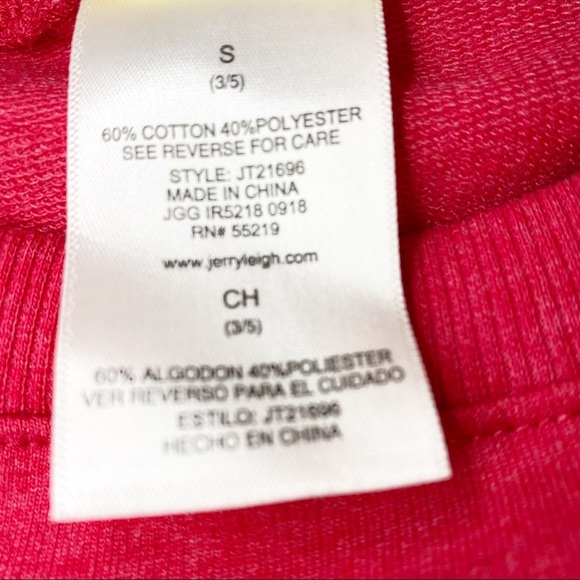 S
(3/5)
60% COTTON 40%POLYESTER
SEE REVERSE FOR CARE
STYLE: JT21696
MADE IN CHINA
JGG IR5218 0918
RN# 55219
www.jerryleigh.com
CH
(3/5)
60% ALGODON 40%POLIESTER
VER REVERSO PARA EL CUIDADO
ESTILO: JT21696
HECHO EN CHINA